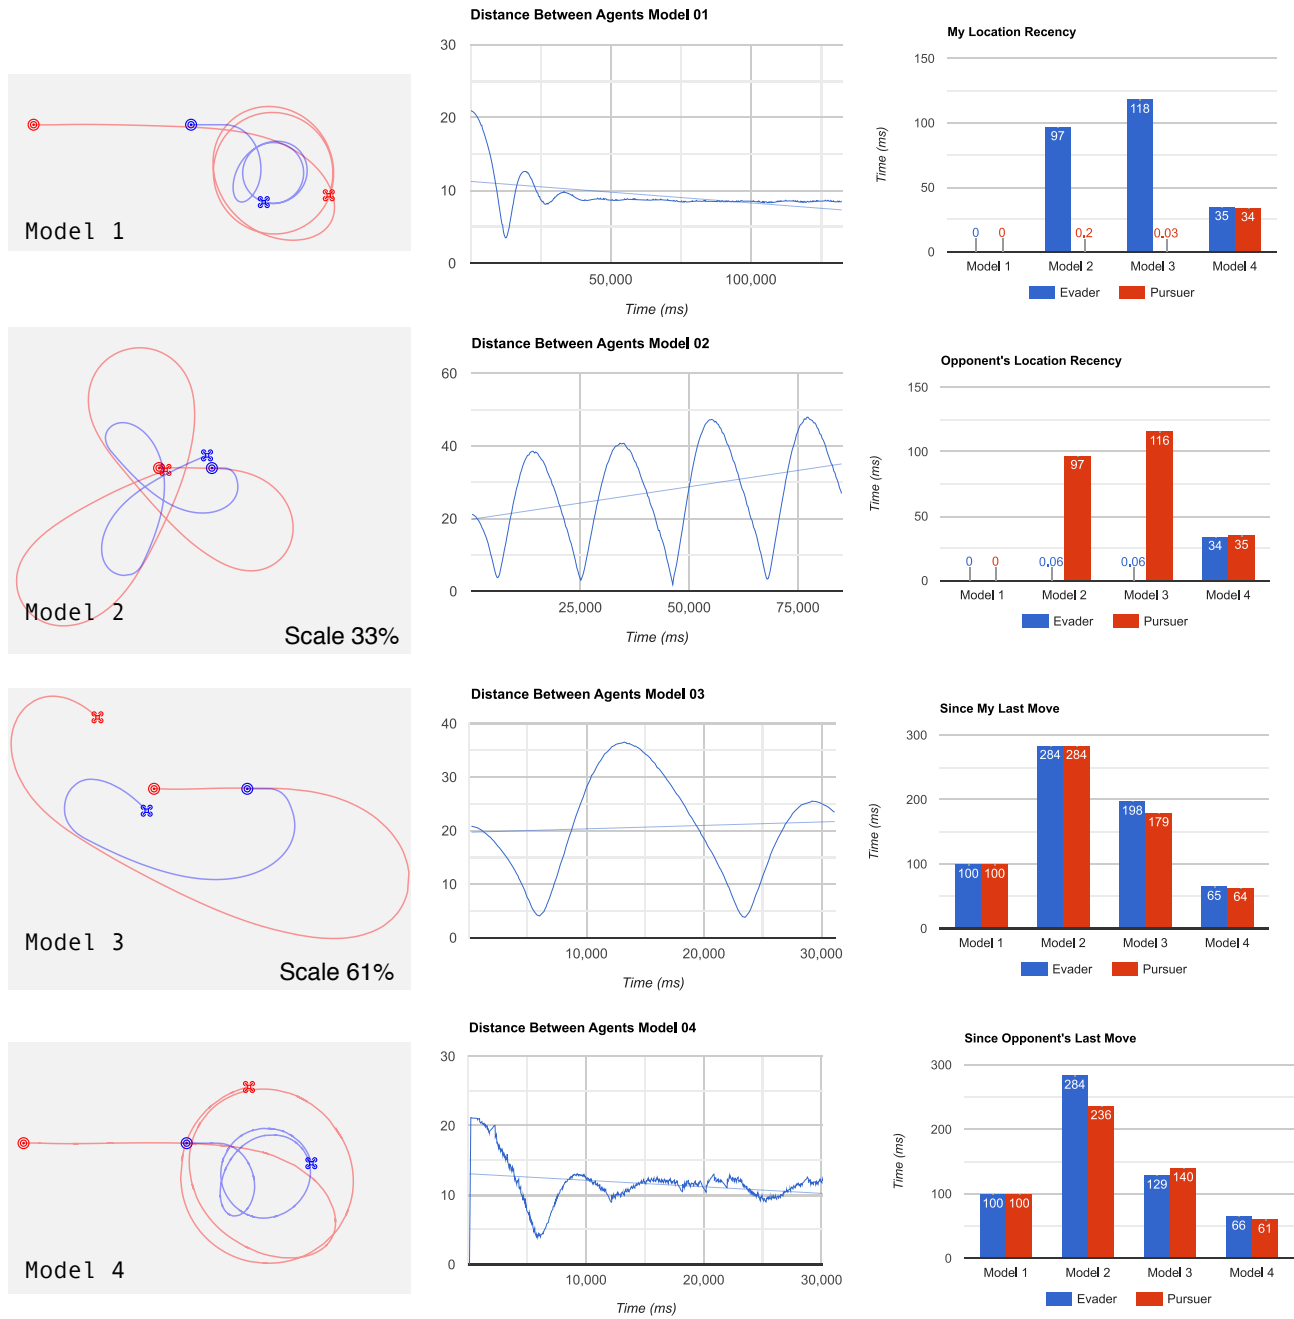 Model 1
Distance Between Agents Model 01
30
20
10
0
50,000
100,000
Time (ms)
My Location Recency
150
100
50
0
Time (ms)
0
0
97
0.2
118
0.03
35
34
Model 1
Model 2
Model 3
Model 4
Evader
Pursuer
Model 2
Scale 33%
Distance Between Agents Model 02
60
40
20
0
25,000
50,000
75,000
Time (ms)
Opponent's Location Recency
150
100
50
0
Time (ms)
0
0
0.06
97
0.06
116
34
35
Model 1
Model 2
Model 3
Model 4
Evader
Pursuer
Model 3
Scale 61%
Distance Between Agents Model 03
40
30
20
10
0
10,000
20,000
30,000
Time (ms)
Since My Last Move
300
200
100
0
Time (ms)
100
100
284
284
198
179
65
64
Model 1
Model 2
Model 3
Model 4
Evader
Pursuer
Model 4
Distance Between Agents Model 04
30
20
10
0
10,000
20,000
30,000
Time (ms)
Since Opponent's Last Move
300
200
100
0
Time (ms)
100
100
284
236
129
140
66
61
Model 1
Model 2
Model 3
Model 4
Evader
Pursuer